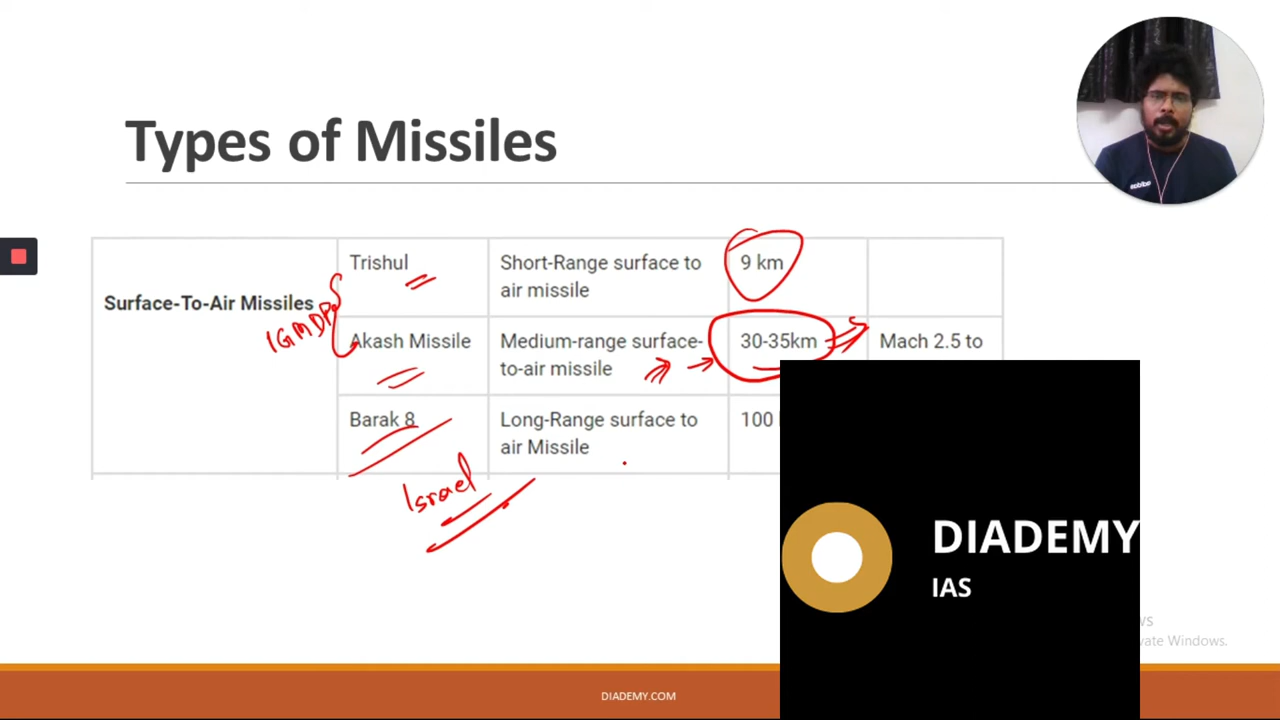 Types of Missiles
Trishul
Short-Range surface to
air missile
9 km
Surface-To-Air Missiles
IGMDP
Akash Missile
Medium-range surface-
to-air missile
30-35km
Mach 2.5 to
Barak 8
Long-Range surface to
air Missile
100
Israel
DIADEMY
IAS
vate Windows.
DIADEMY.COM